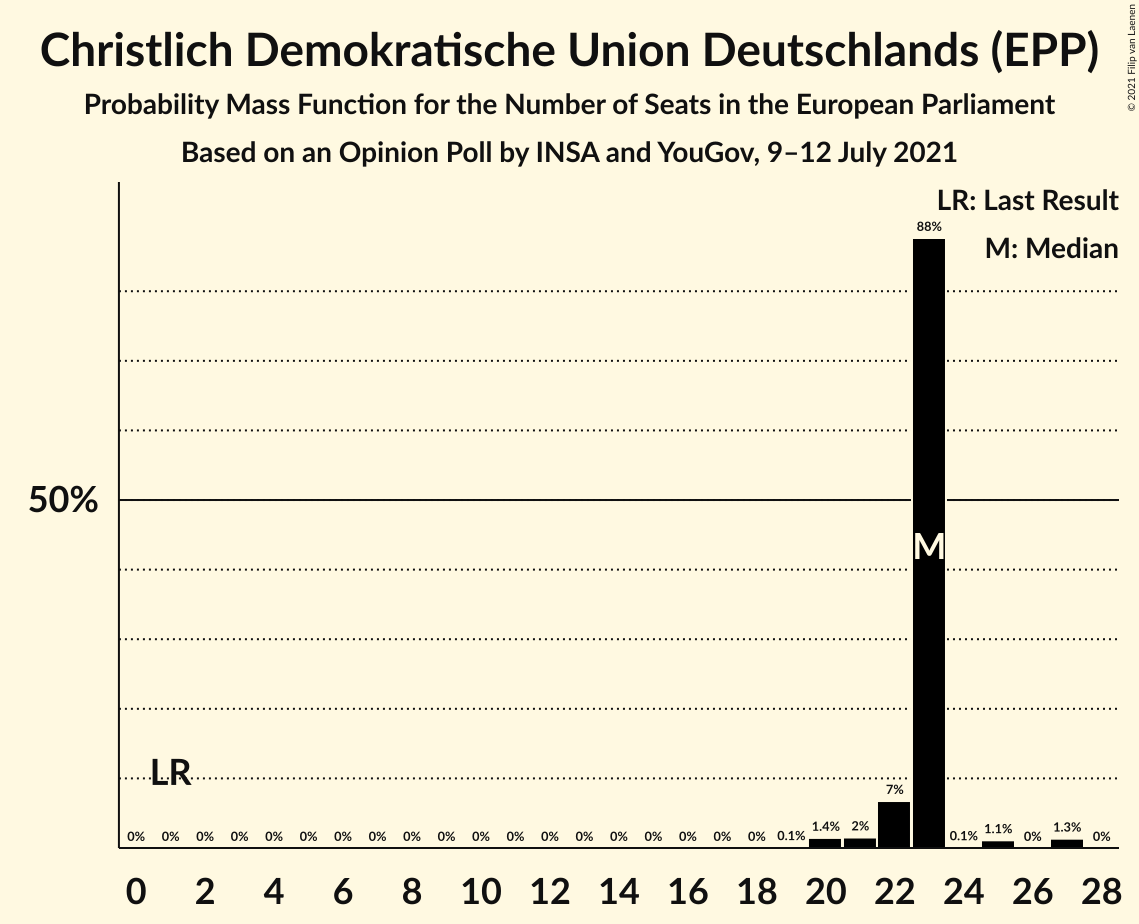 Christlich Demokratische Union Deutschlands (EPP)
Probability Mass Function for the Number of Seats in the European Parliament
Based on an Opinion Poll by INSA and YouGov, 9–12 July 2021
© 2021 Filip van Laenen
LR: Last Result
88%
M: Median
50%
M
LR
7%
0% 0% 0% 0% 0% 0% 0% 0% 0% 0% 0% 0% 0% 0% 0% 0% 0% 0% 0% 0.1% 1.4% 2% 0.1% 1.1% 0% 1.3% 0%
0 2 4 6 8 10 12 14 16 18 20 22 24 26 28